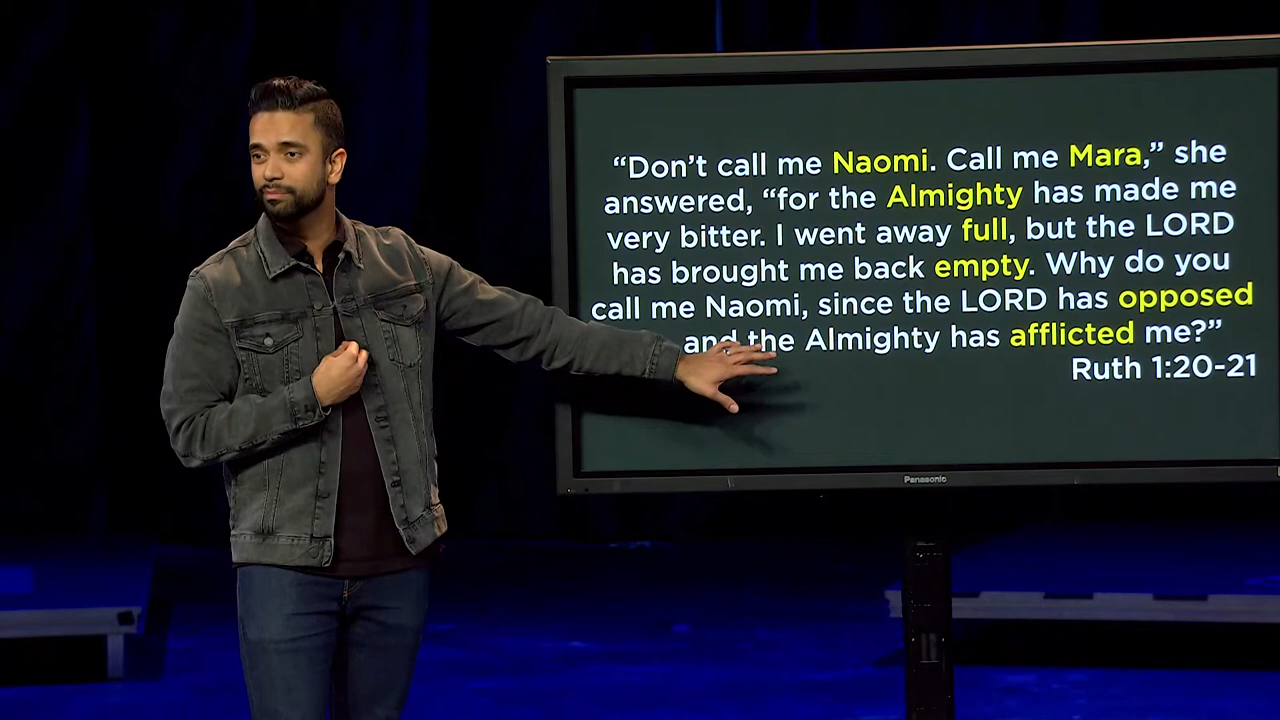 “Don’t call me Naomi. Call me Mara,” she
answered, “for the Almighty has made me
very bitter. I went away full, but the LORD
has brought me back empty. Why do you
call me Naomi, since the LORD has opposed
and the Almighty has afflicted me?”
Ruth 1:20-21
Panasonic